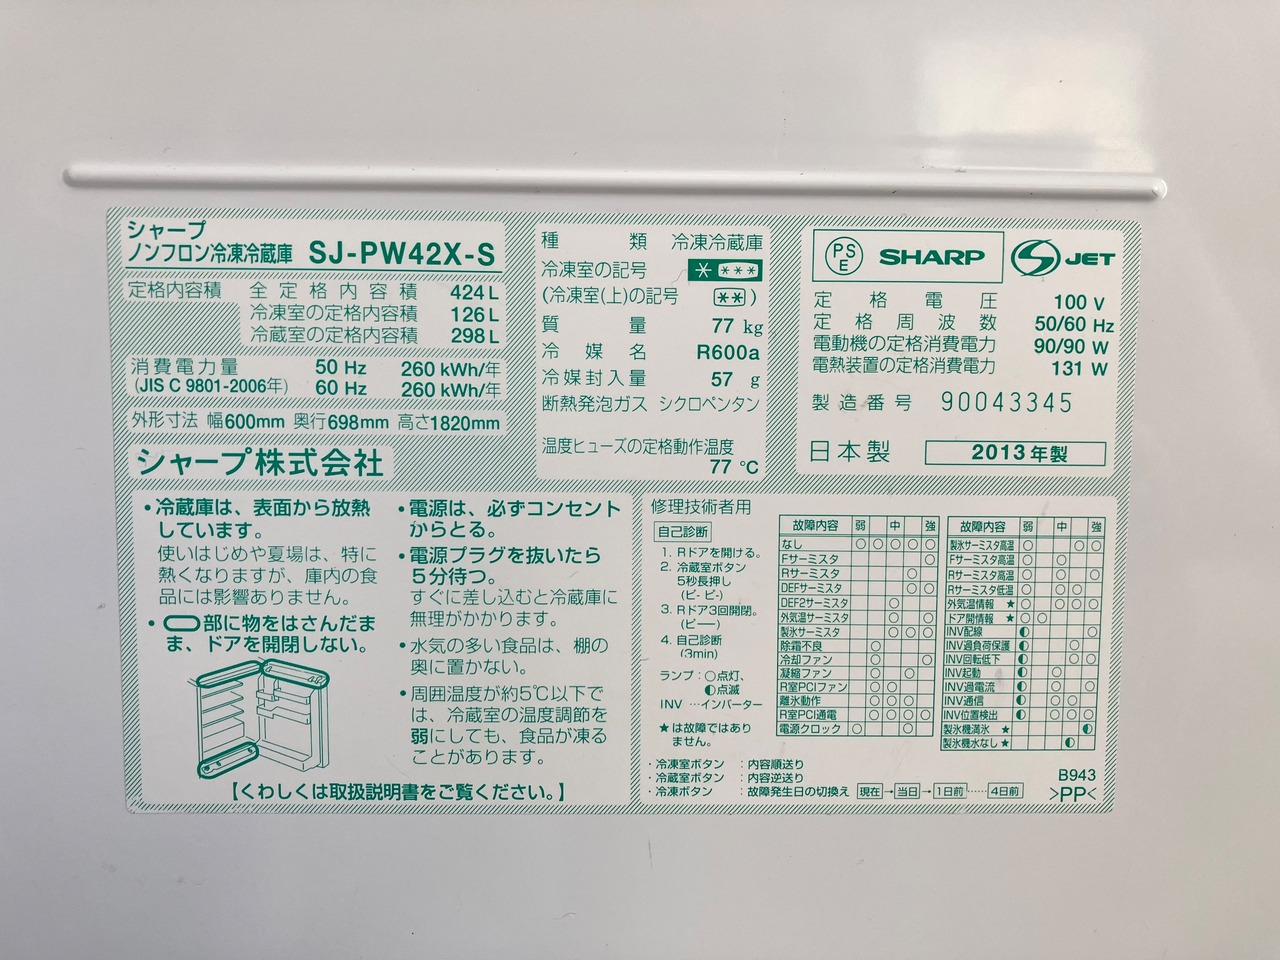 シャープ
ノンフロン冷凍冷蔵庫 SJ-PW42X-S
定格内容積 全定格内容積 424L
冷凍室の定格内容積 126L
冷蔵室の定格内容積 298L
消費電力量 50 Hz 260 kWh/年
(JIS C 9801-2006年) 60 Hz 260 kWh/年
外形寸法 幅600mm 奥行698mm 高さ1820mm
シャープ株式会社
種類 冷凍冷蔵庫
冷凍室の記号 * ***
(冷凍室(上)の記号 ** )
質量 77 kg
冷媒名 R600a
冷媒封入量 57 g
断熱発泡ガス シクロペンタン
温度ヒューズの定格動作温度
77 ℃
PSE SHARP JET
定格電圧 100 V
定格周波数 50/60 Hz
電動機の定格消費電力 90/90 W
電熱装置の定格消費電力 131 W
製造番号 90043345
日本製 2013年製
・冷蔵庫は、表面から放熱
しています。
使いはじめや夏場は、特に
熱くなりますが、庫内の食
品には影響ありません。
・ 部に物をはさんだま
ま、ドアを開閉しない。
・電源は、必ずコンセント
からとる。
・電源プラグを抜いたら
5分待つ。
すぐに差し込むと冷蔵庫に
無理がかかります。
・水気の多い食品は、棚の
奥に置かない。
・周囲温度が約5℃以下で
は、冷蔵室の温度調節を
弱にしても、食品が凍る
ことがあります。
【くわしくは取扱説明書をご覧ください。】
修理技術者用
自己診断
1. Rドアを開ける。
2. 冷蔵室ボタン
5秒長押し
(ピ-ピ-)
3. Rドア3回開閉。
(ピー)
4. 自己診断
(3min)
ランプ:○点灯、
◐点滅
INV …インバーター
★は故障ではあり
ません。
故障内容 弱 中 強
なし ○ ○ ○ ○ ○
Fサーミスタ ○
Rサーミスタ ○
DEFサーミスタ ○ ○
DEF2サーミスタ ○
外気温サーミスタ ○ ○
製氷サーミスタ ○ ○ ○
除霜不良 ○
冷却ファン ○ ○
凝縮ファン ○ ○
R室PCIファン ○ ○
離氷動作 ○ ○ ○
R室PCI通電 ○ ○ ○ ○
電源クロック ○ ○
故障内容 弱 中 強
製氷サーミスタ高温 ○ ○ ○
Fサーミスタ高温 ○ ○
Rサーミスタ高温 ○ ○ ○
Rサーミスタ低温 ○ ○ ○ ○
外気温情報 ★ ○ ○ ○ ○
ドア開情報 ★ ○ ○
INV配線 ◐ ○
INV過負荷保護 ◐ ○
INV回転低下 ◐ ○ ○
INV起動 ◐ ○
INV過電流 ◐ ○ ○
INV通信 ◐ ○ ○
INV位置検出 ◐ ○ ○ ○
製氷機満氷 ★ ◐
製氷機水なし ★ ◐
・冷凍室ボタン :内容順送り
・冷蔵室ボタン :内容逆送り
・冷凍ボタン :故障発生日の切換え 現在→当日→1日前……4日前
B943
>PP<